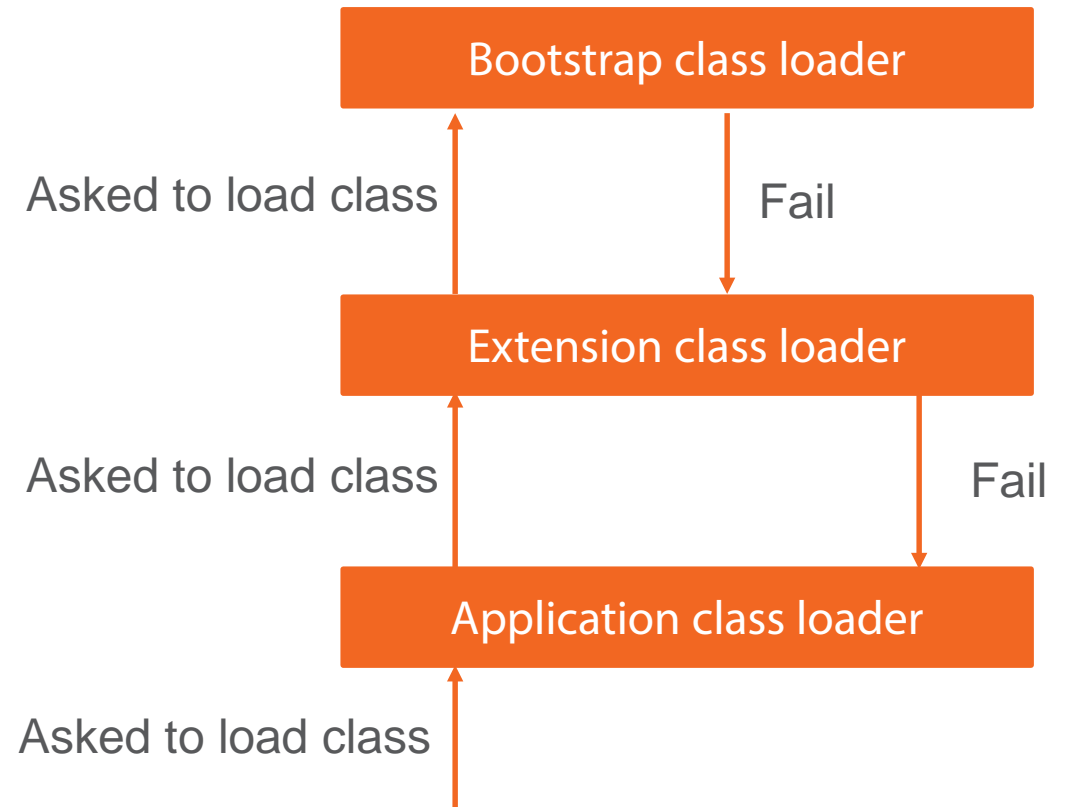 Bootstrap class loader
Asked to load class
Fail
Extension class loader
Asked to load class
Fail
Application class loader
Asked to load class